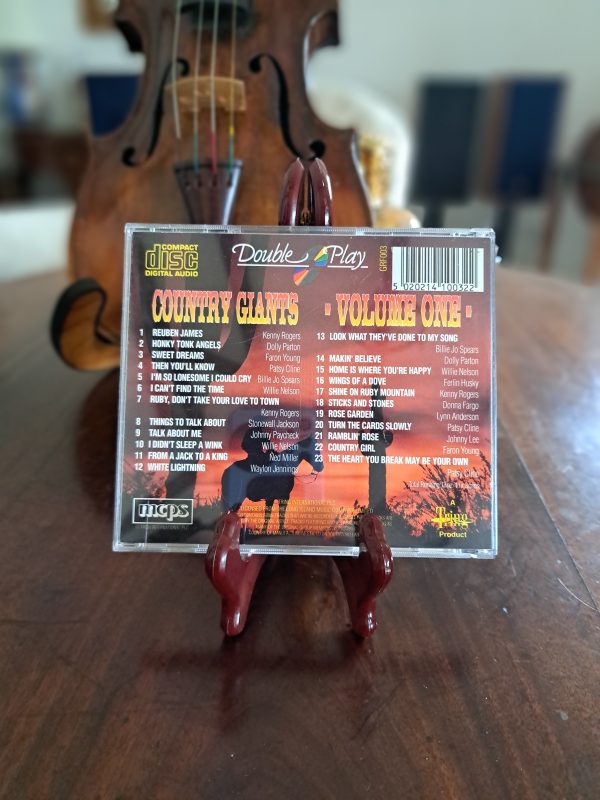 COMPACT
disc
DIGITAL AUDIO
Double Play
GRF003
5 020214 100322
COUNTRY GIANTS - VOLUME ONE -
1 REUBEN JAMES Kenny Rogers
2 HONKY TONK ANGELS Dolly Parton
3 SWEET DREAMS Faron Young
4 THEN YOU'LL KNOW Patsy Cline
5 I'M SO LONESOME I COULD CRY Billie Jo Spears
6 I CAN'T FIND THE TIME Willie Nelson
7 RUBY, DON'T TAKE YOUR LOVE TO TOWN
Kenny Rogers
8 THINGS TO TALK ABOUT Stonewall Jackson
9 TALK ABOUT ME Johnny Paycheck
10 I DIDN'T SLEEP A WINK Willie Nelson
11 FROM A JACK TO A KING Ned Miller
12 WHITE LIGHTNING Waylon Jennings
13 LOOK WHAT THEY'VE DONE TO MY SONG
Billie Jo Spears
14 MAKIN' BELIEVE Dolly Parton
15 HOME IS WHERE YOU'RE HAPPY Willie Nelson
16 WINGS OF A DOVE Ferlin Husky
17 SHINE ON RUBY MOUNTAIN Kenny Rogers
18 STICKS AND STONES Donna Fargo
19 ROSE GARDEN Lynn Anderson
20 TURN THE CARDS SLOWLY Patsy Cline
21 RAMBLIN' ROSE Johnny Lee
22 COUNTRY GIRL Faron Young
23 THE HEART YOU BREAK MAY BE YOUR OWN
Patsy Cline
Total Running Time
mcps
A
Tring
Product